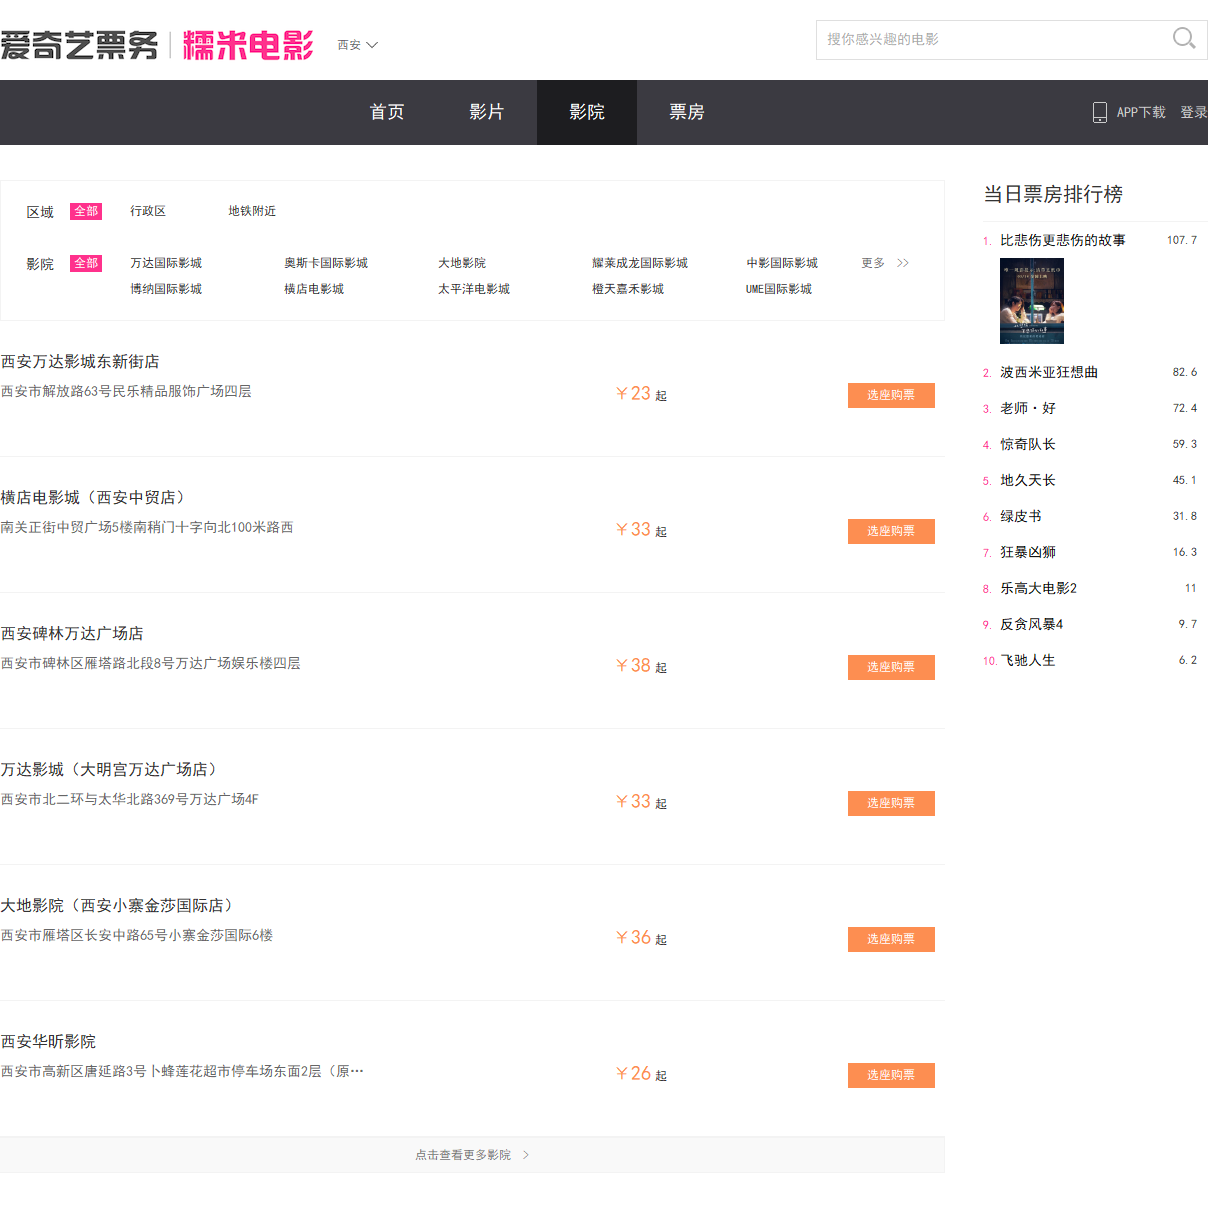 爱奇艺票务 糯米电影 西安 搜你感兴趣的电影
首页 影片 影院 票房 APP下载 登录
区域 全部 行政区 地铁附近
影院 全部 万达国际影城 奥斯卡国际影城 大地影院 耀莱成龙国际影城 中影国际影城 更多
博纳国际影城 横店电影城 太平洋电影城 橙天嘉禾影城 UME国际影城
西安万达影城东新街店
西安市解放路63号民乐精品服饰广场四层
¥23 起 选座购票
横店电影城（西安中贸店）
南关正街中贸广场5楼南稍门十字向北100米路西
¥33 起 选座购票
西安碑林万达广场店
西安市碑林区雁塔路北段8号万达广场娱乐楼四层
¥38 起 选座购票
万达影城（大明宫万达广场店）
西安市北二环与太华北路369号万达广场4F
¥33 起 选座购票
大地影院（西安小寨金莎国际店）
西安市雁塔区长安中路65号小寨金莎国际6楼
¥36 起 选座购票
西安华昕影院
西安市高新区唐延路3号卜蜂莲花超市停车场东面2层（原…
¥26 起 选座购票
点击查看更多影院
当日票房排行榜
1. 比悲伤更悲伤的故事 107.7
2. 波西米亚狂想曲 82.6
3. 老师·好 72.4
4. 惊奇队长 59.3
5. 地久天长 45.1
6. 绿皮书 31.8
7. 狂暴凶狮 16.3
8. 乐高大电影2 11
9. 反贪风暴4 9.7
10. 飞驰人生 6.2